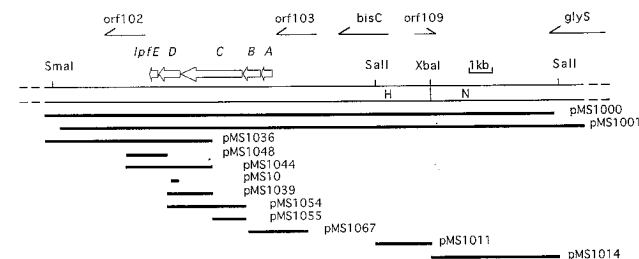 orf102 orf103 bisC orf109 glyS
lpfE D C B A
SmaI SalI XbaI 1kb SalI
H N
pMS1000
pMS1001
pMS1036
pMS1048
pMS1044
pMS10
pMS1039
pMS1054
pMS1055
pMS1067
pMS1011
pMS1014